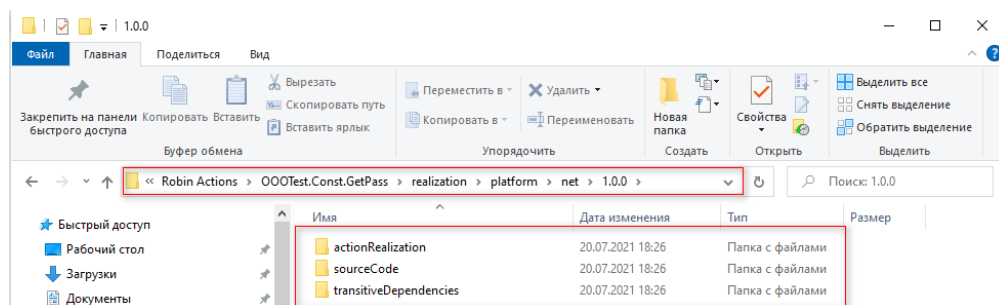 1.0.0
Файл Главная Поделиться Вид
Закрепить на панели быстрого доступа
Копировать
Вставить
Вырезать
Скопировать путь
Вставить ярлык
Буфер обмена
Переместить в
Копировать в
Удалить
Переименовать
Упорядочить
Новая папка
Создать
Свойства
Открыть
Выделить все
Снять выделение
Обратить выделение
Выделить
« Robin Actions > OOOTest.Const.GetPass > realization > platform > net > 1.0.0 >
Поиск: 1.0.0
Быстрый доступ
Рабочий стол
Загрузки
Документы
Имя Дата изменения Тип Размер
actionRealization 20.07.2021 18:26 Папка с файлами
sourceCode 20.07.2021 18:26 Папка с файлами
transitiveDependencies 20.07.2021 18:26 Папка с файлами